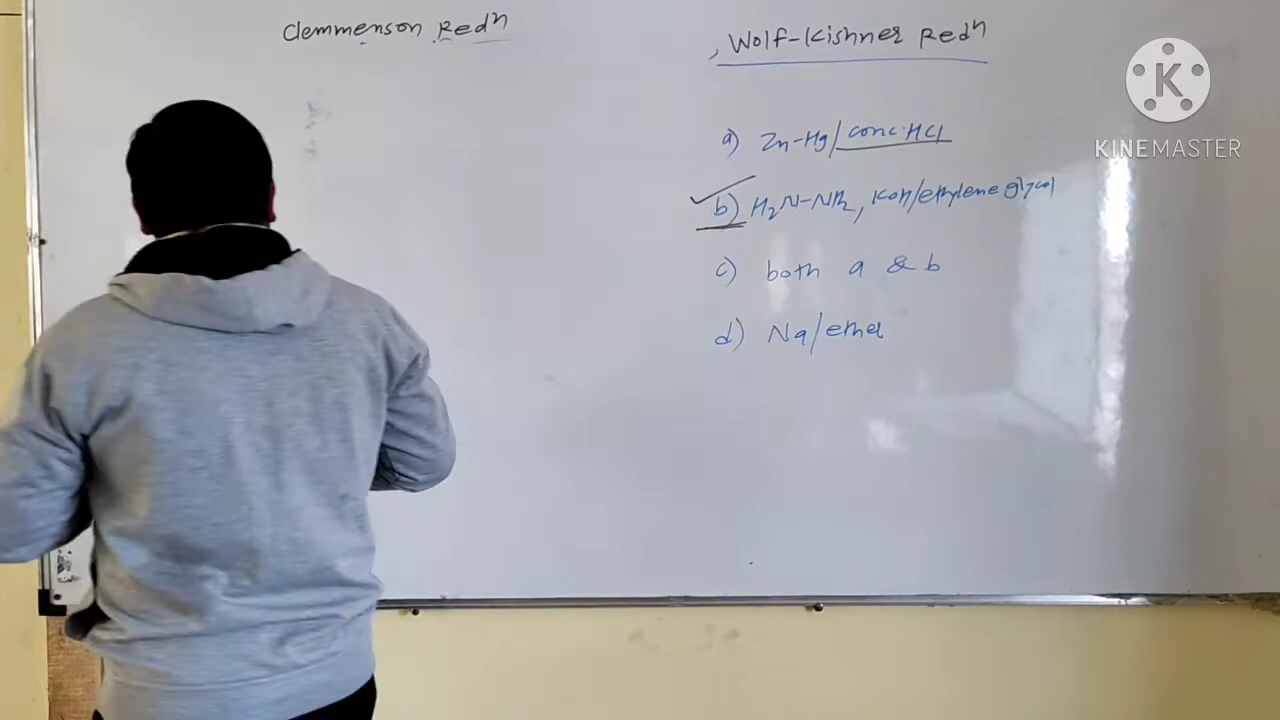 Clemmenson Redⁿ
, Wolf-Kishner Redⁿ
a) Zn-Hg/conc.HCl
b) H₂N-NH₂, KOH/ethylene glycol
c) both a & b
d) Na/ether
K
KINEMASTER